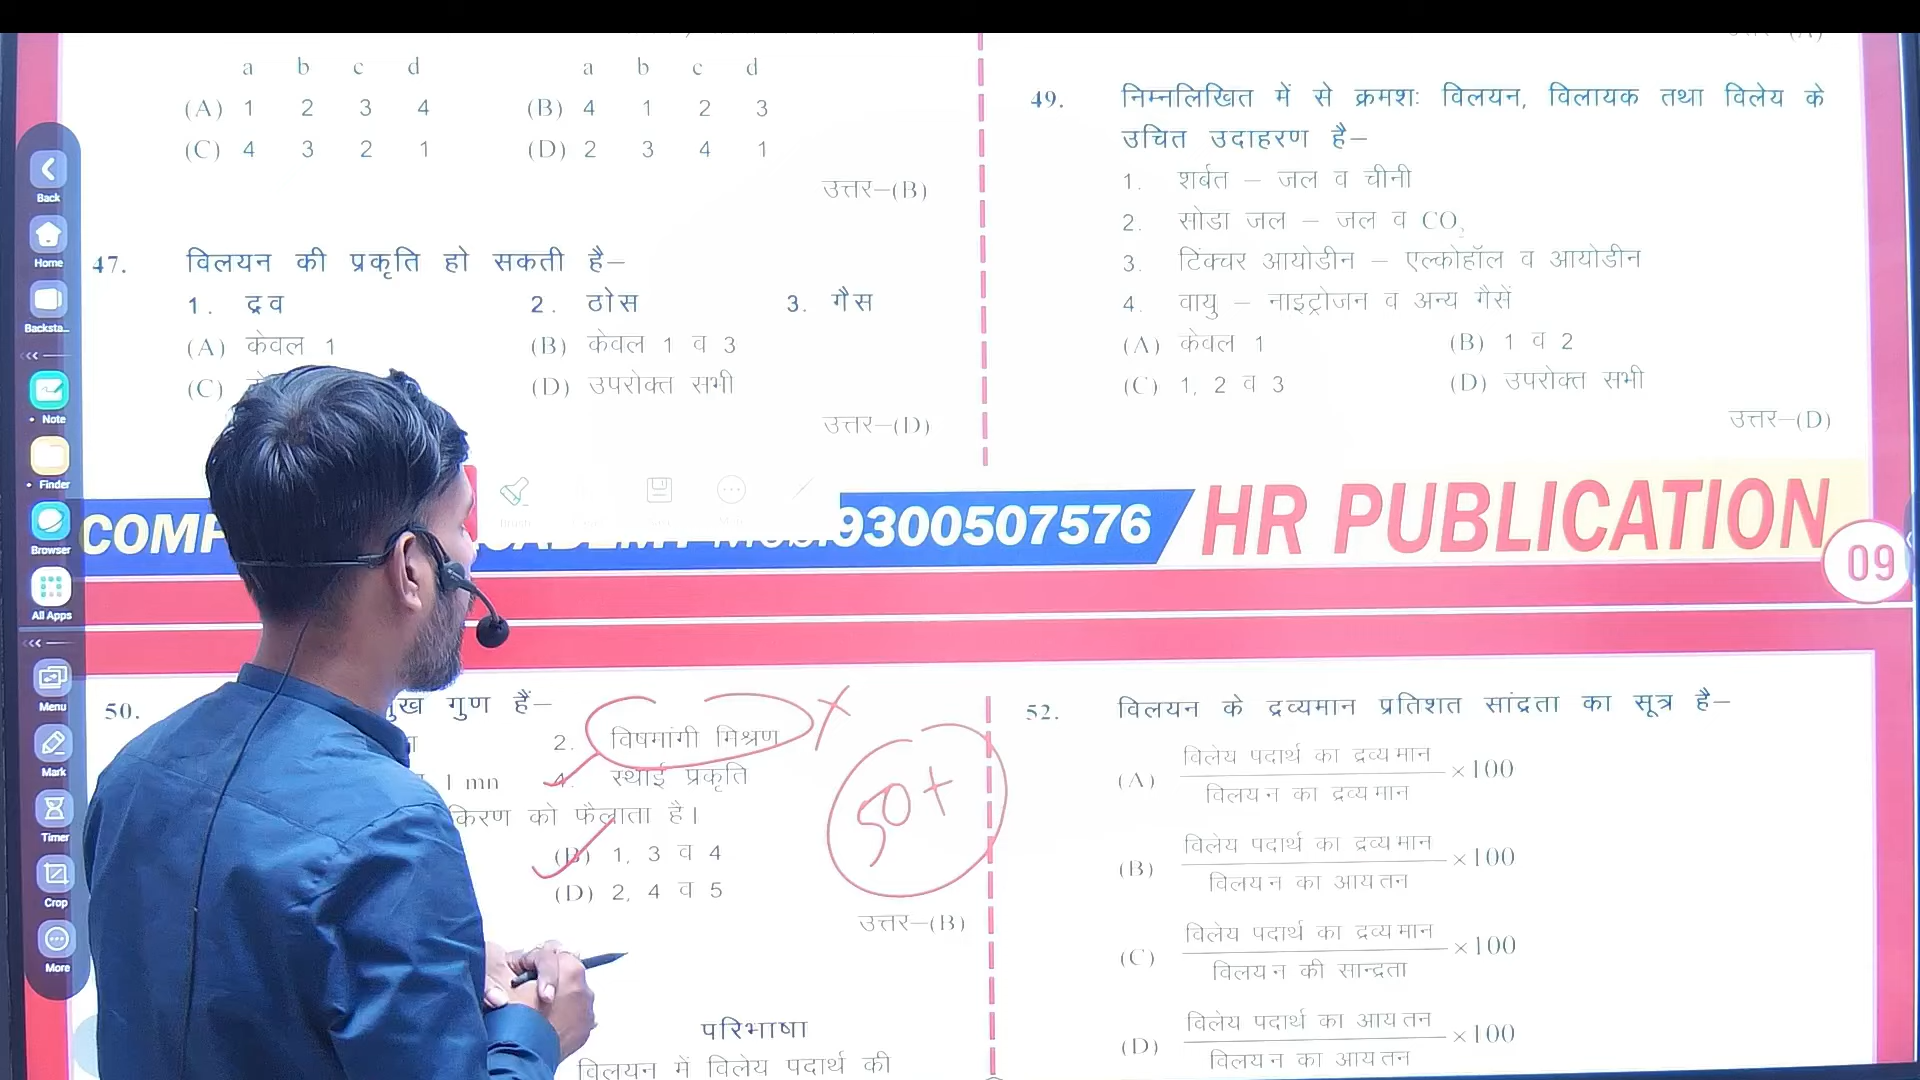 a b c d a b c d
(A) 1 2 3 4 (B) 4 1 2 3
(C) 4 3 2 1 (D) 2 3 4 1
उत्तर–(B)
47. विलयन की प्रकृति हो सकती है–
1. द्रव 2. ठोस 3. गैस
(A) केवल 1 (B) केवल 1 व 3
(C) (D) उपरोक्त सभी
उत्तर–(D)
49. निम्नलिखित में से क्रमशः विलयन, विलायक तथा विलेय के
उचित उदाहरण है–
1. शर्बत – जल व चीनी
2. सोडा जल – जल व CO2
3. टिंक्चर आयोडीन – एल्कोहॉल व आयोडीन
4. वायु – नाइट्रोजन व अन्य गैसें
(A) केवल 1 (B) 1 व 2
(C) 1, 2 व 3 (D) उपरोक्त सभी
उत्तर–(D)
9300507576 HR PUBLICATION
09
50. गुण हैं–
2. विषमांगी मिश्रण
1 mn 4. स्थाई प्रकृति
किरण को फैलाता है।
(B) 1, 3 व 4
(D) 2, 4 व 5
उत्तर–(B)
50+
परिभाषा
विलयन में विलेय पदार्थ की
52. विलयन के द्रव्यमान प्रतिशत सांद्रता का सूत्र है–
विलेय पदार्थ का द्रव्यमान
(A) ×100
विलयन का द्रव्यमान
विलेय पदार्थ का द्रव्यमान
(B) ×100
विलयन का आयतन
विलेय पदार्थ का द्रव्यमान
(C) ×100
विलयन की सान्द्रता
विलेय पदार्थ का आयतन
(D) ×100
विलयन का आयतन
Back
Home
Backsta...
Note
Finder
Browser
All Apps
Menu
Mark
Timer
Crop
More